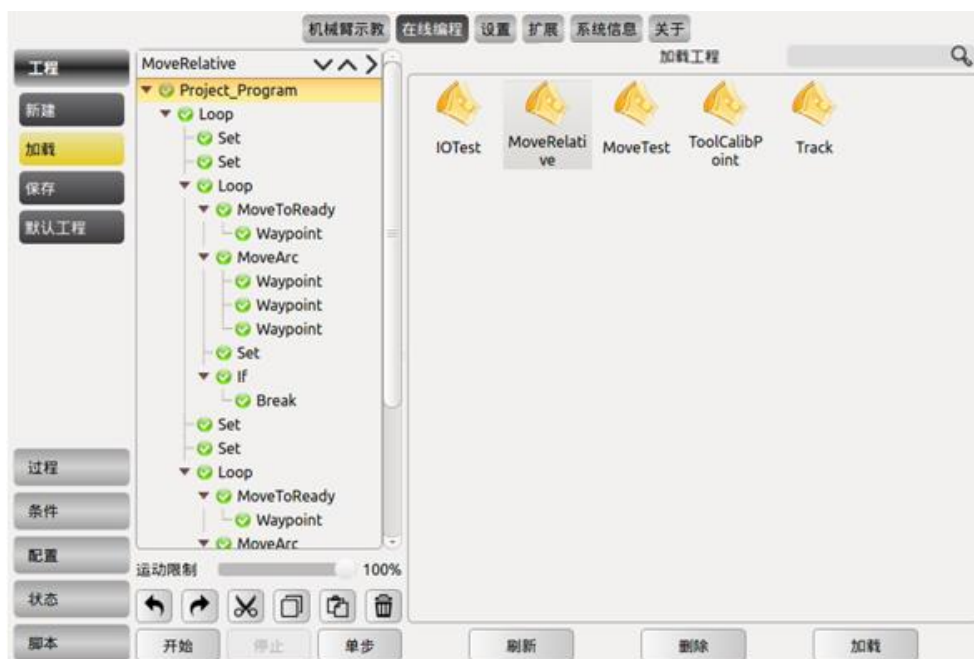 机械臂示教 在线编程 设置 扩展 系统信息 关于
工程
新建
加载
保存
默认工程
过程
条件
配置
状态
脚本
MoveRelative
Project_Program
Loop
Set
Set
Loop
MoveToReady
Waypoint
MoveArc
Waypoint
Waypoint
Waypoint
Set
If
Break
Set
Set
Loop
MoveToReady
Waypoint
MoveArc
运动限制 100%
开始 停止 单步
加载工程
IOTest
MoveRelati
ve
MoveTest
ToolCalibP
oint
Track
刷新 删除 加载